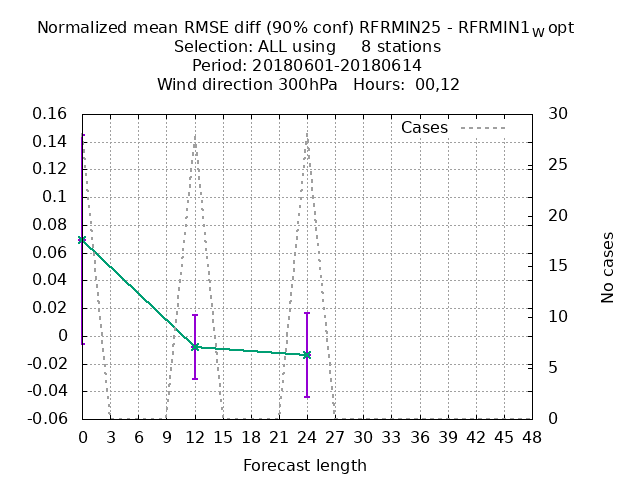 Normalized mean RMSE diff (90% conf) RFRMIN25 - RFRMIN1_W opt
Selection: ALL using 8 stations
Period: 20180601-20180614
Wind direction 300hPa Hours: 00,12
Cases
0.16
0.14
0.12
0.1
0.08
0.06
0.04
0.02
0
-0.02
-0.04
-0.06
30
25
20
15
10
5
0
No cases
0 3 6 9 12 15 18 21 24 27 30 33 36 39 42 45 48
Forecast length